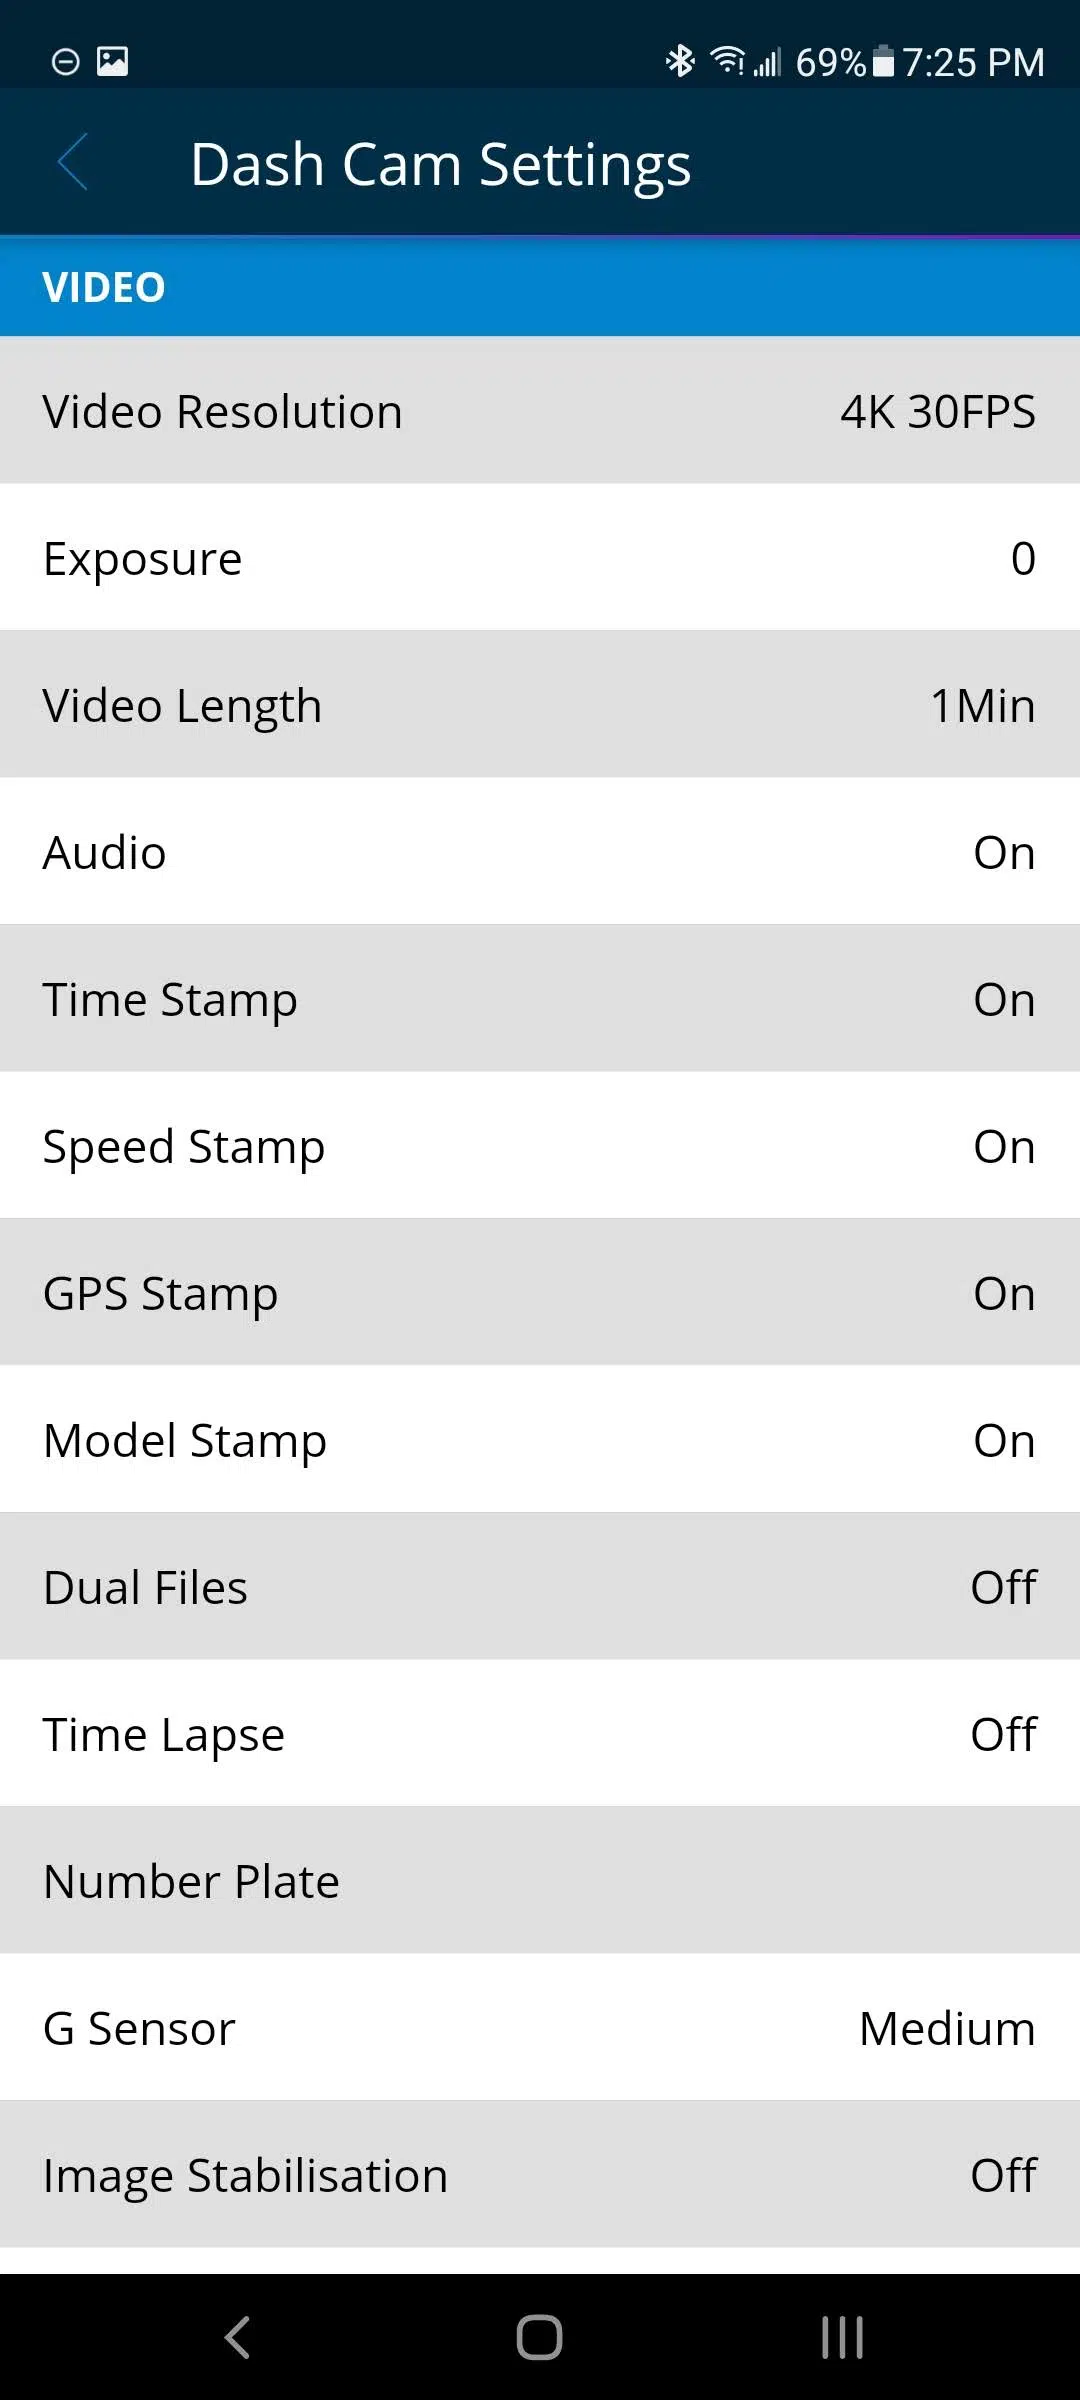 69% 7:25 PM
Dash Cam Settings
VIDEO
Video Resolution 4K 30FPS
Exposure 0
Video Length 1Min
Audio On
Time Stamp On
Speed Stamp On
GPS Stamp On
Model Stamp On
Dual Files Off
Time Lapse Off
Number Plate
G Sensor Medium
Image Stabilisation Off